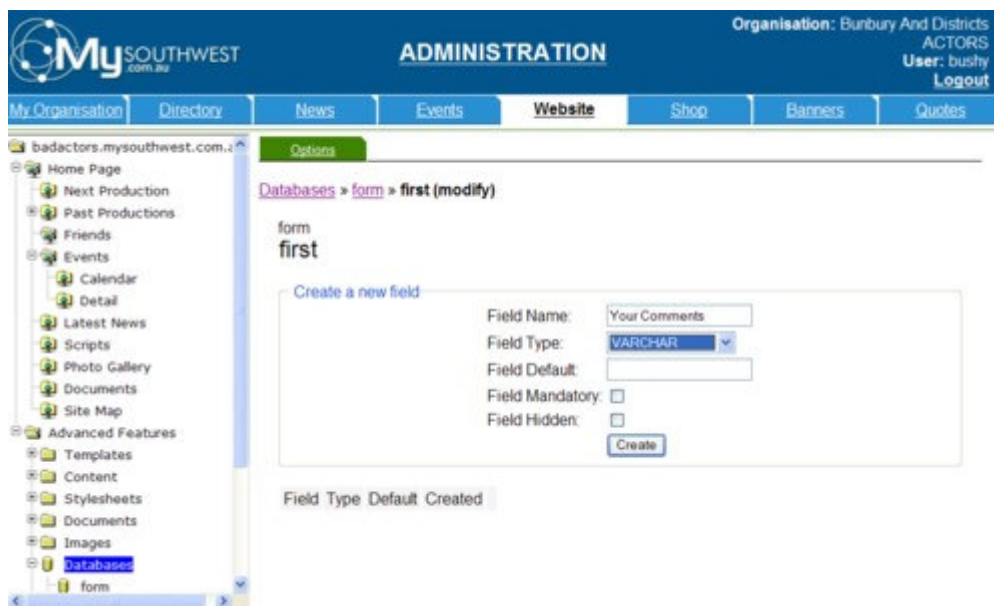 MySOUTHWEST
.com.au
ADMINISTRATION
Organisation: Bunbury And Districts
ACTORS
User: bushy
Logout
My Organisation Directory News Events Website Shop Banners Quotes
badactors.mysouthwest.com.a
Home Page
Next Production
Past Productions
Friends
Events
Calendar
Detail
Latest News
Scripts
Photo Gallery
Documents
Site Map
Advanced Features
Templates
Content
Stylesheets
Documents
Images
Databases
form
Options
Databases » form » first (modify)
form
first
Create a new field
Field Name: Your Comments
Field Type: VARCHAR
Field Default:
Field Mandatory:
Field Hidden:
Create
Field Type Default Created